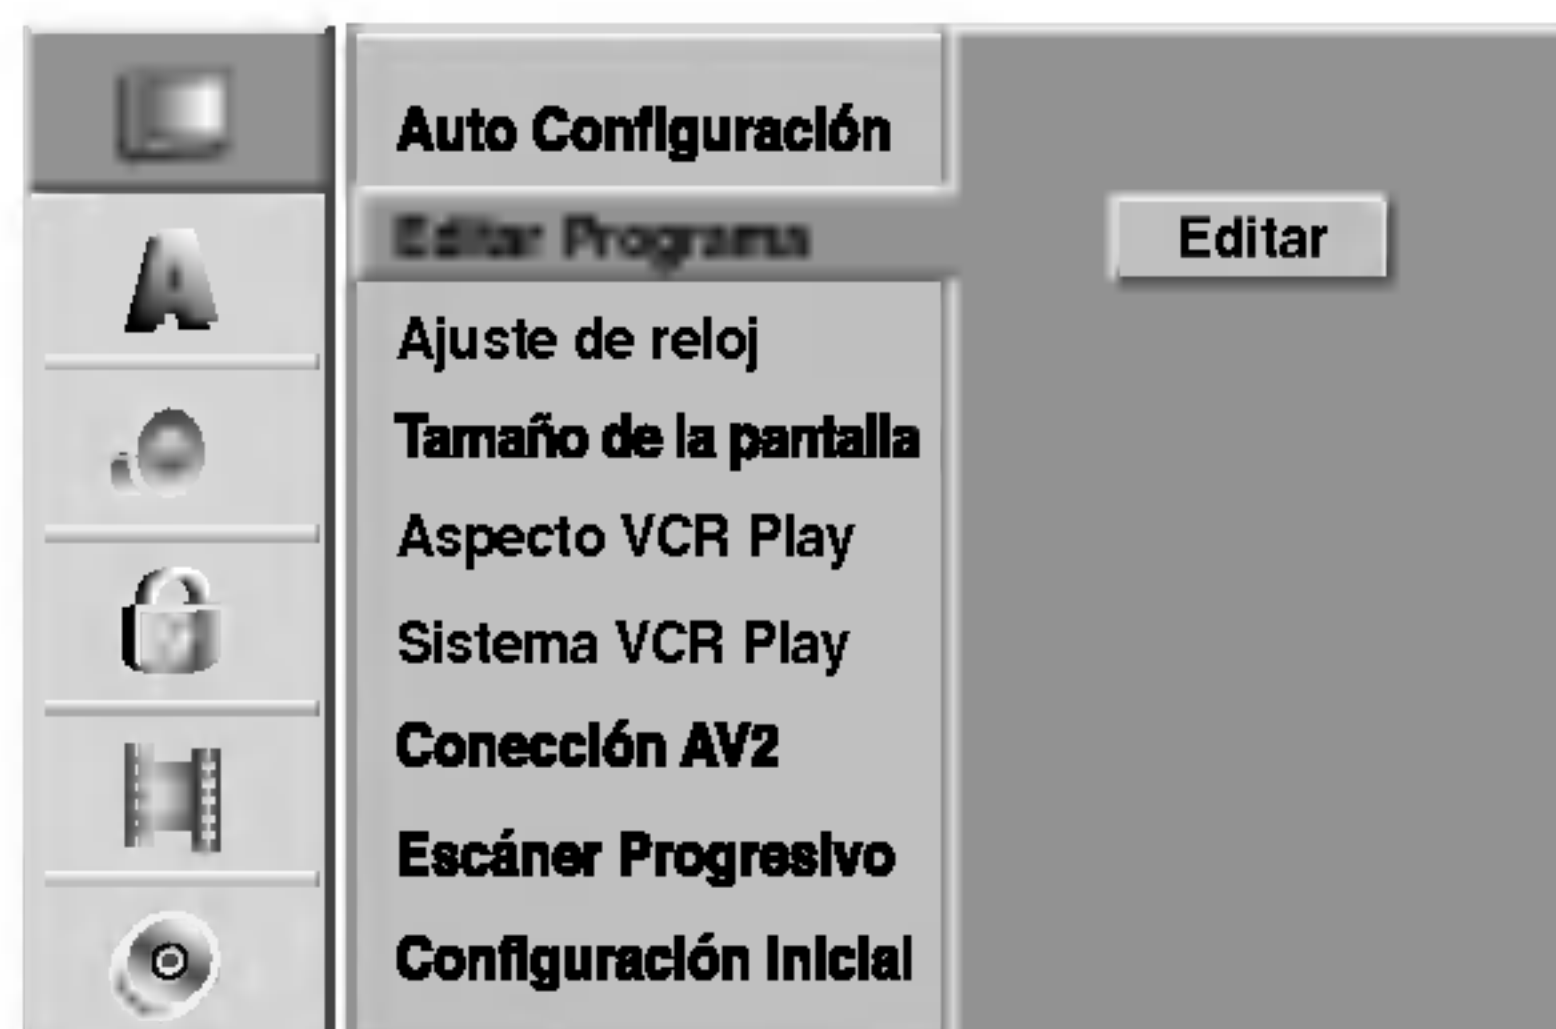 Auto Configuración
Editar Programa
Editar
Ajuste de reloj
Tamaño de la pantalla
Aspecto VCR Play
Sistema VCR Play
Conección AV2
Escáner Progresivo
Configuración Inicial